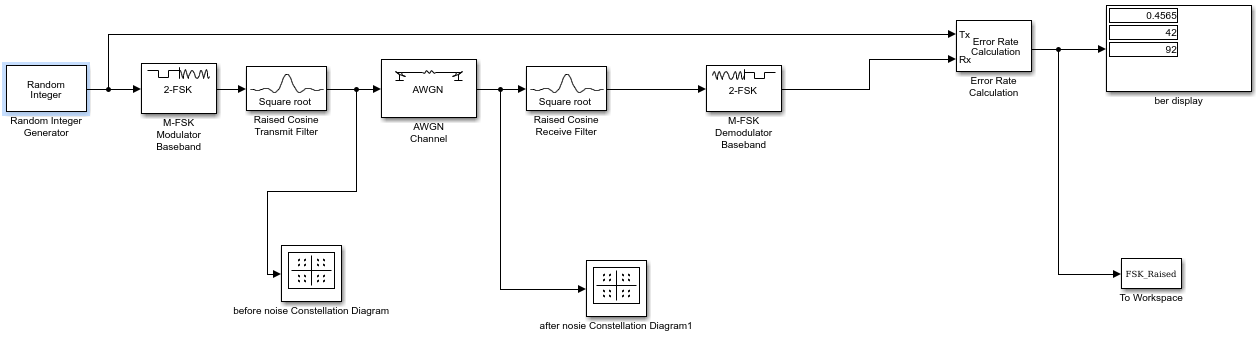 Random
Integer
Random Integer
Generator
2-FSK
M-FSK
Modulator
Baseband
Square root
Raised Cosine
Transmit Filter
AWGN
AWGN
Channel
Square root
Raised Cosine
Receive Filter
2-FSK
M-FSK
Demodulator
Baseband
Tx
Rx
Error Rate
Calculation
Error Rate
Calculation
0.4565
42
92
ber display
before noise Constellation Diagram
after nosie Constellation Diagram1
FSK_Raised
To Workspace